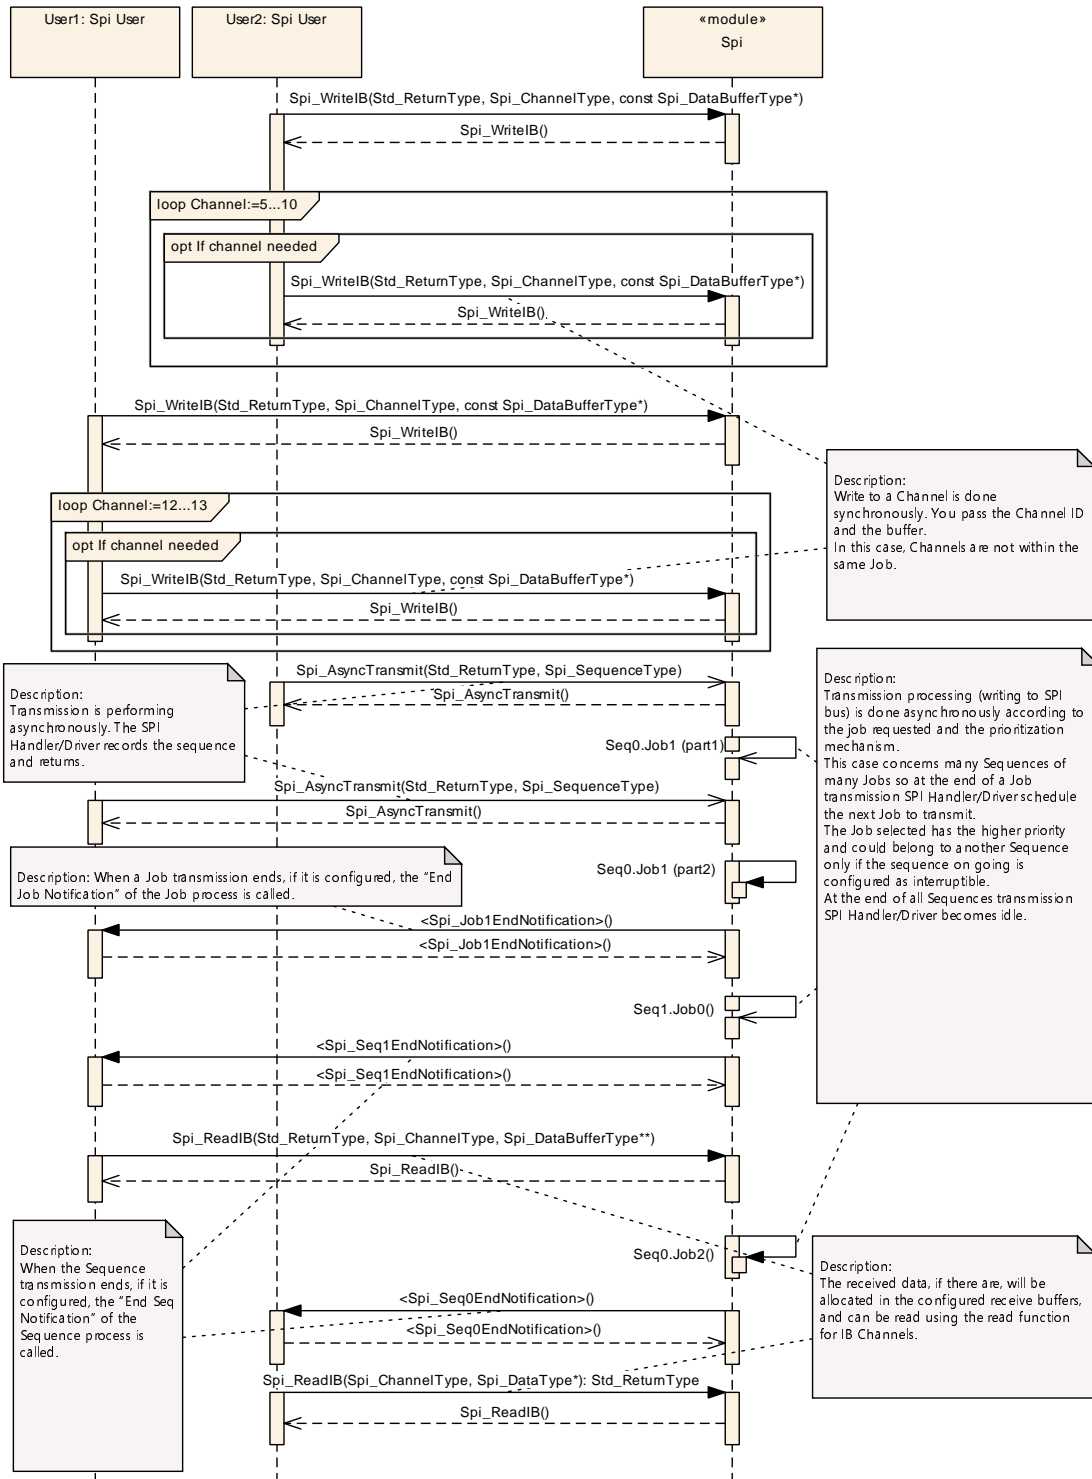 User1: Spi User
User2: Spi User
«module»
Spi
Spi_WriteIB(Std_ReturnType, Spi_ChannelType, const Spi_DataBufferType*)
Spi_WriteIB()
loop Channel:=5...10
opt If channel needed
Spi_WriteIB(Std_ReturnType, Spi_ChannelType, const Spi_DataBufferType*)
Spi_WriteIB()
Spi_WriteIB(Std_ReturnType, Spi_ChannelType, const Spi_DataBufferType*)
Spi_WriteIB()
Description:
Write to a Channel is done
synchronously. You pass the Channel ID
and the buffer.
In this case, Channels are not within the
same Job.
loop Channel:=12...13
opt If channel needed
Spi_WriteIB(Std_ReturnType, Spi_ChannelType, const Spi_DataBufferType*)
Spi_WriteIB()
Spi_AsyncTransmit(Std_ReturnType, Spi_SequenceType)
Spi_AsyncTransmit()
Description:
Transmission is performing
asynchronously. The SPI
Handler/Driver records the sequence
and returns.
Description:
Transmission processing (writing to SPI
bus) is done asynchronously according to
the job requested and the prioritization
mechanism.
This case concerns many Sequences of
many Jobs so at the end of a Job
transmission SPI Handler/Driver schedule
the next Job to transmit.
The Job selected has the higher priority
and could belong to another Sequence
only if the sequence on going is
configured as interruptible.
At the end of all Sequences transmission
SPI Handler/Driver becomes idle.
Seq0.Job1 (part1)
Spi_AsyncTransmit(Std_ReturnType, Spi_SequenceType)
Spi_AsyncTransmit()
Description: When a Job transmission ends, if it is configured, the "End
Job Notification" of the Job process is called.
Seq0.Job1 (part2)
<Spi_Job1EndNotification>()
<Spi_Job1EndNotification>()
Seq1.Job0()
<Spi_Seq1EndNotification>()
<Spi_Seq1EndNotification>()
Spi_ReadIB(Std_ReturnType, Spi_ChannelType, Spi_DataBufferType**)
Spi_ReadIB()
Description:
When the Sequence
transmission ends, if it is
configured, the "End Seq
Notification" of the
Sequence process is
called.
Seq0.Job2()
Description:
The received data, if there are, will be
allocated in the configured receive buffers,
and can be read using the read function
for IB Channels.
<Spi_Seq0EndNotification>()
<Spi_Seq0EndNotification>()
Spi_ReadIB(Spi_ChannelType, Spi_DataType*): Std_ReturnType
Spi_ReadIB()